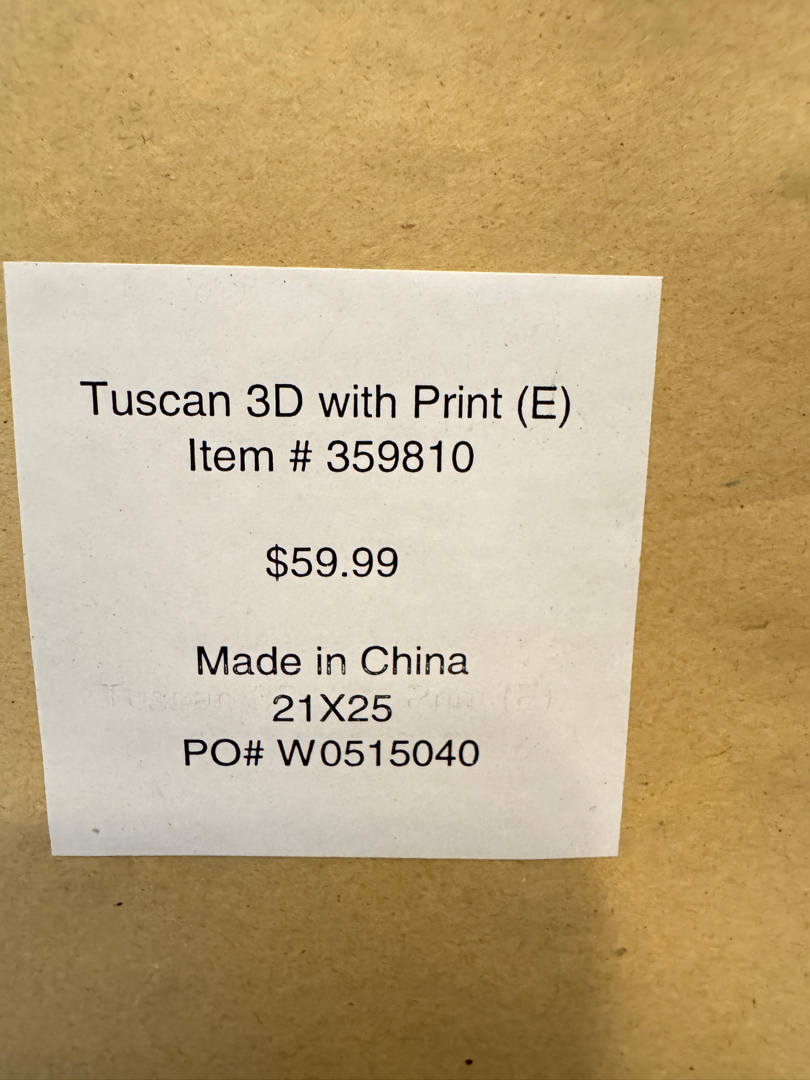 Tuscan 3D with Print (E)
Item # 359810
$59.99
Made in China
21X25
PO# W0515040